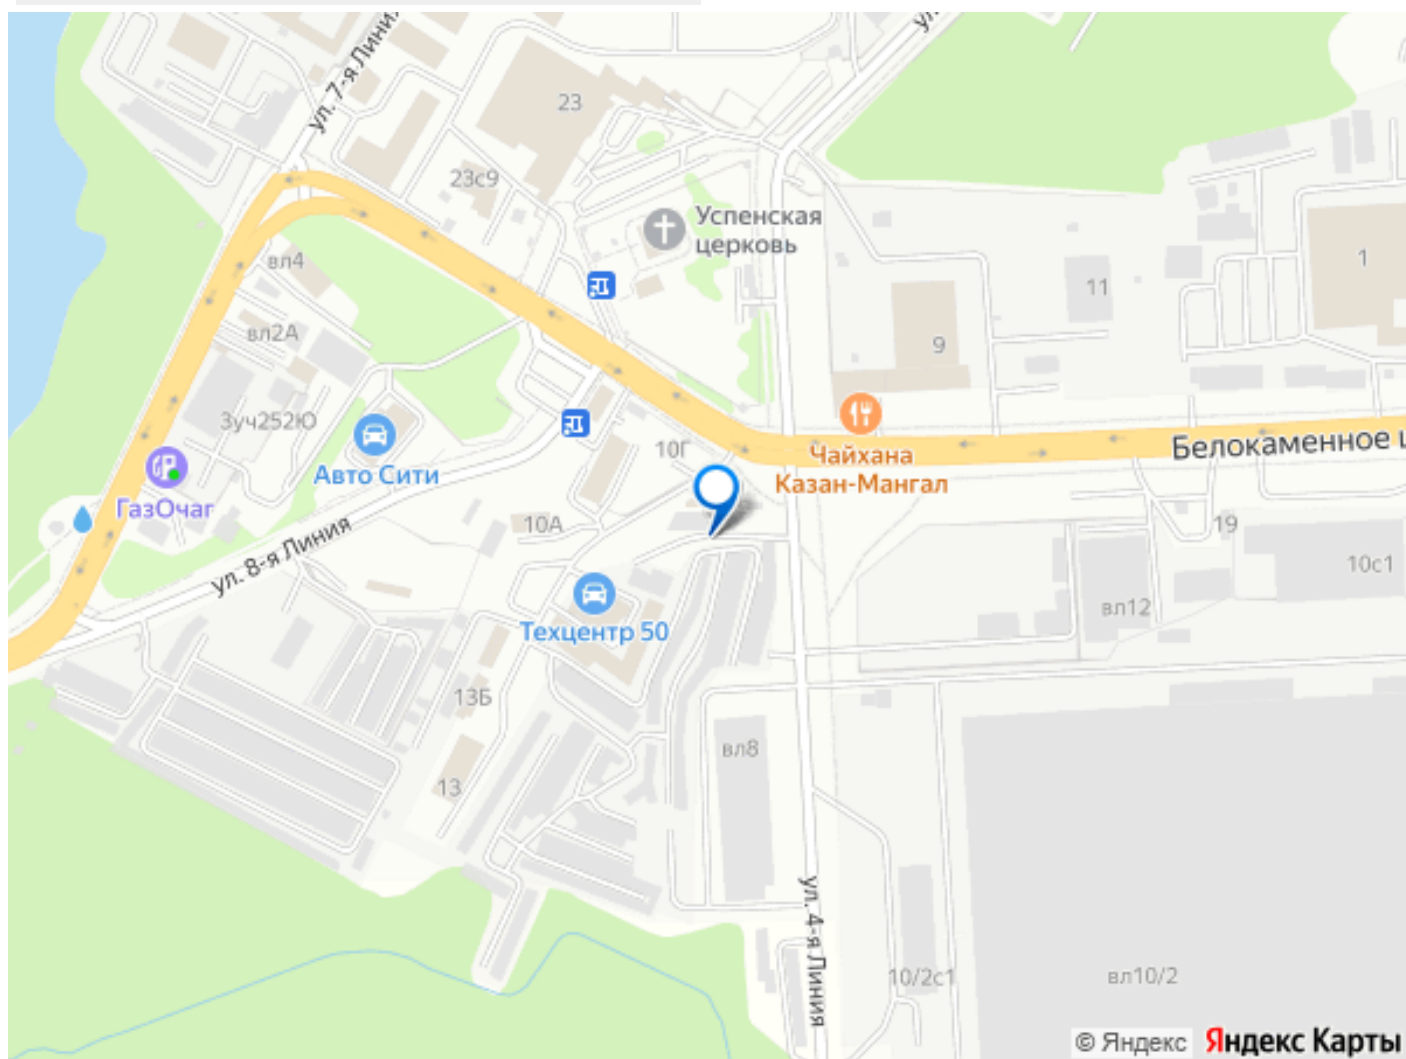 ул. 7-я Линия
ул.
23
23с9
Успенская
церковь
вл4
11
1
вл2А
9
3уч252Ю
Авто Сити
10Г
Чайхана
Казан-Мангал
Белокаменное
ГазОчаг
10А
ул. 8-я Линия
19
10с1
вл12
Техцентр 50
13Б
вл8
13
ул. 4-я Линия
10/2с1
вл10/2
© Яндекс Яндекс Карты